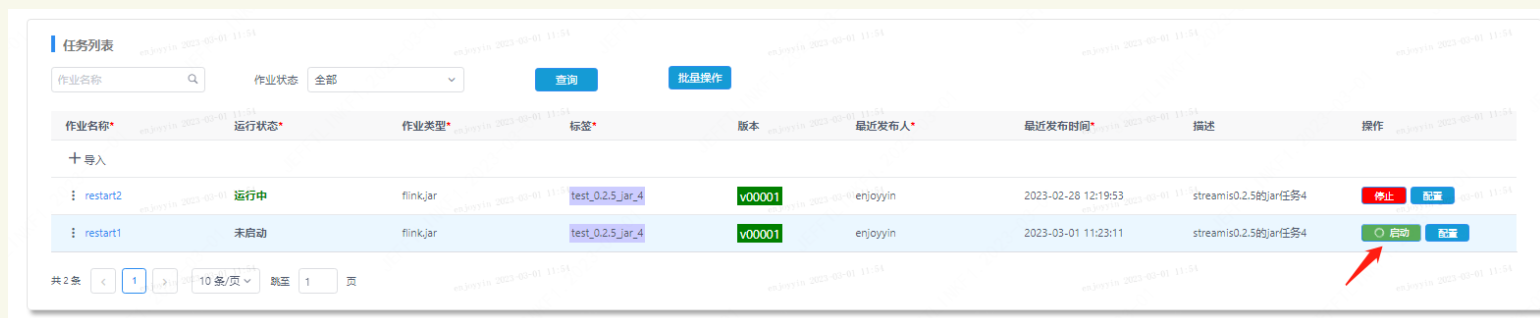 任务列表
作业名称 作业状态 全部 查询 批量操作
作业名称* 运行状态* 作业类型* 标签* 版本 最近发布人* 最近发布时间* 描述 操作
导入
restart2 运行中 flink.jar test_0.2.5_jar_4 v00001 enjoyyin 2023-02-28 12:19:53 streamis0.2.5的jar任务4 停止 配置
restart1 未启动 flink.jar test_0.2.5_jar_4 v00001 enjoyyin 2023-03-01 11:23:11 streamis0.2.5的jar任务4 启动 配置
共 2 条 < 1 > 10 条/页 跳至 1 页
enjoyyin 2023-03-01 11:54